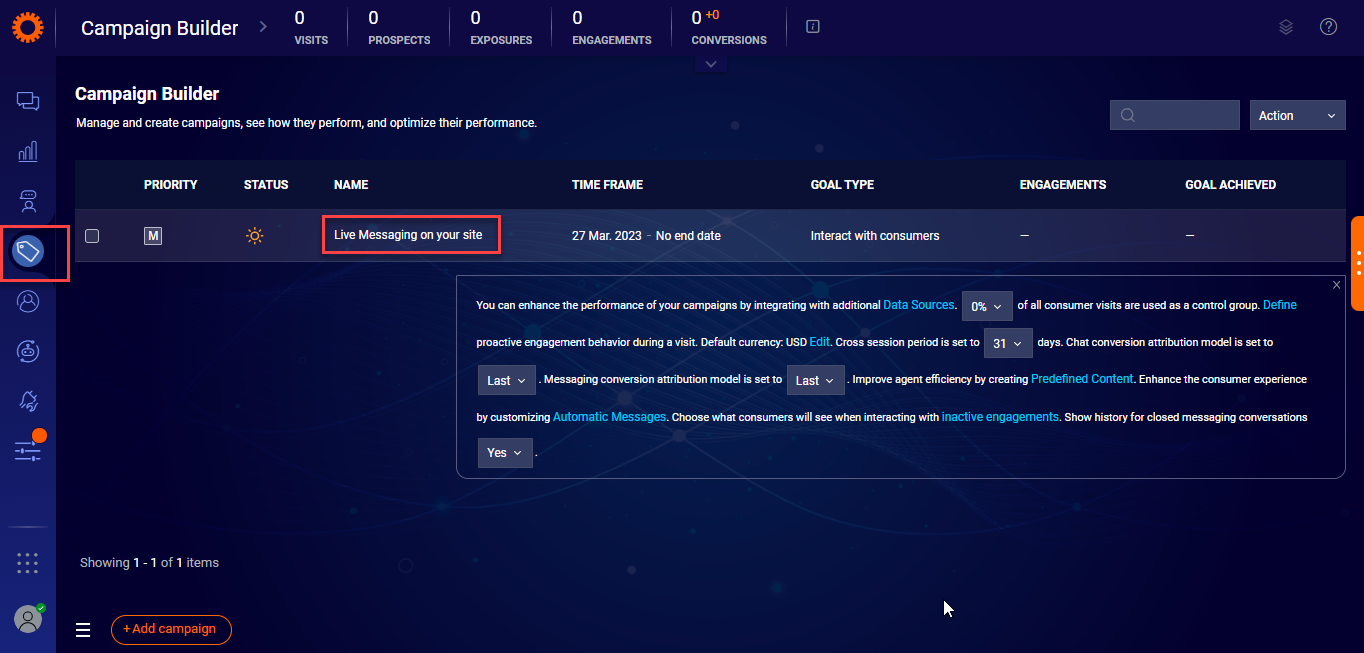 Campaign Builder
0 VISITS
0 PROSPECTS
0 EXPOSURES
0 ENGAGEMENTS
0 +0 CONVERSIONS
Campaign Builder
Manage and create campaigns, see how they perform, and optimize their performance.
Action
PRIORITY STATUS NAME TIME FRAME GOAL TYPE ENGAGEMENTS GOAL ACHIEVED
M Live Messaging on your site 27 Mar. 2023 - No end date Interact with consumers — —
You can enhance the performance of your campaigns by integrating with additional Data Sources. 0% of all consumer visits are used as a control group. Define
proactive engagement behavior during a visit. Default currency: USD Edit. Cross session period is set to 31 days. Chat conversion attribution model is set to
Last . Messaging conversion attribution model is set to Last . Improve agent efficiency by creating Predefined Content. Enhance the consumer experience
by customizing Automatic Messages. Choose what consumers will see when interacting with inactive engagements. Show history for closed messaging conversations
Yes .
Showing 1 - 1 of 1 items
+Add campaign